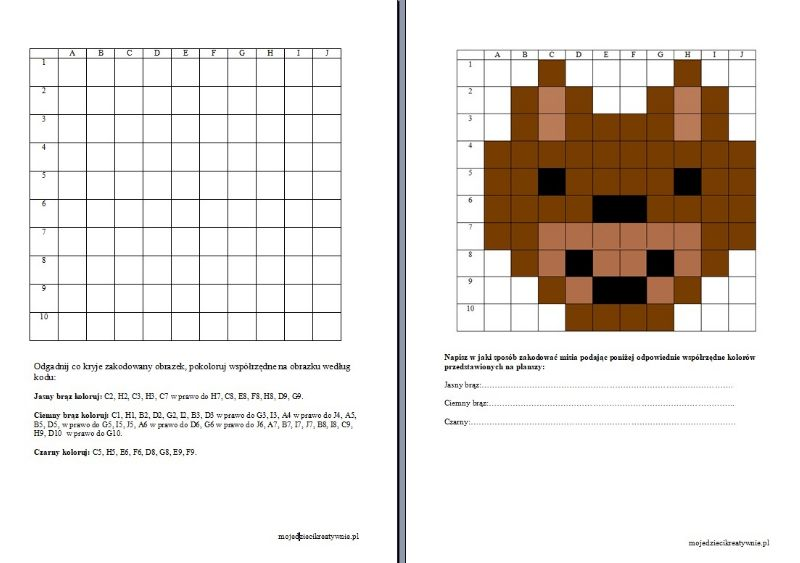 A B C D E F G H I J
1
2
3
4
5
6
7
8
9
10
Odgadnij co kryje zakodowany obrazek, pokoloruj współrzędne na obrazku według
kodu:
Jasny brąz koloruj: C2, H2, C3, H3, C7 w prawo do H7, C8, E8, F8, H8, D9, G9.
Ciemny brąz koloruj: C1, H1, B2, D2, G2, I2, B3, D3 w prawo do G3, I3, A4 w prawo do J4, A5,
B5, D5, w prawo do G5, I5, J5, A6 w prawo do D6, G6 w prawo do J6, A7, B7, I7, J7, B8, I8, C9,
H9, D10 w prawo do G10.
Czarny koloruj: C5, H5, E6, F6, D8, G8, E9, F9.
mojedziecikreatywnie.pl
A B C D E F G H I J
1
2
3
4
5
6
7
8
9
10
Napisz w jaki sposób zakodować misia podając poniżej odpowiednie współrzędne kolorów
przedstawionych na planszy:
Jasny brąz:……………………………………………………………………………
Ciemny brąz:…………………………………………………………………………
Czarny:………………………………………………………………………………
mojedziecikreatywnie.pl